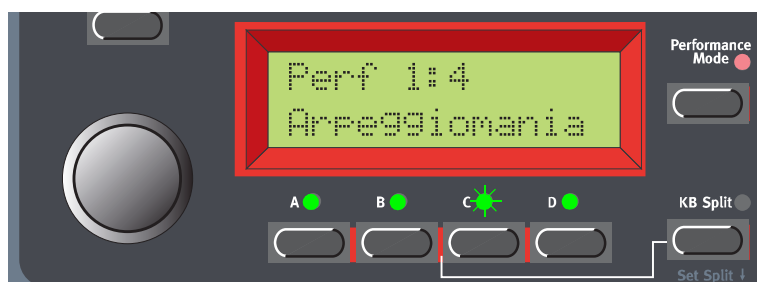 Perf 1:4
Arpeggiomania
Performance
Mode
A
B
C
D
KB Split
Set Split ↓